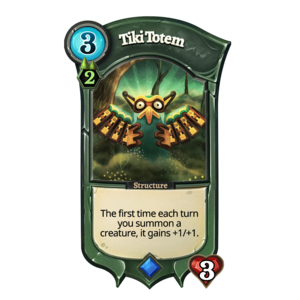 3
Tiki Totem
2
Structure
The first time each turn
you summon a
creature, it gains +1/+1.
3